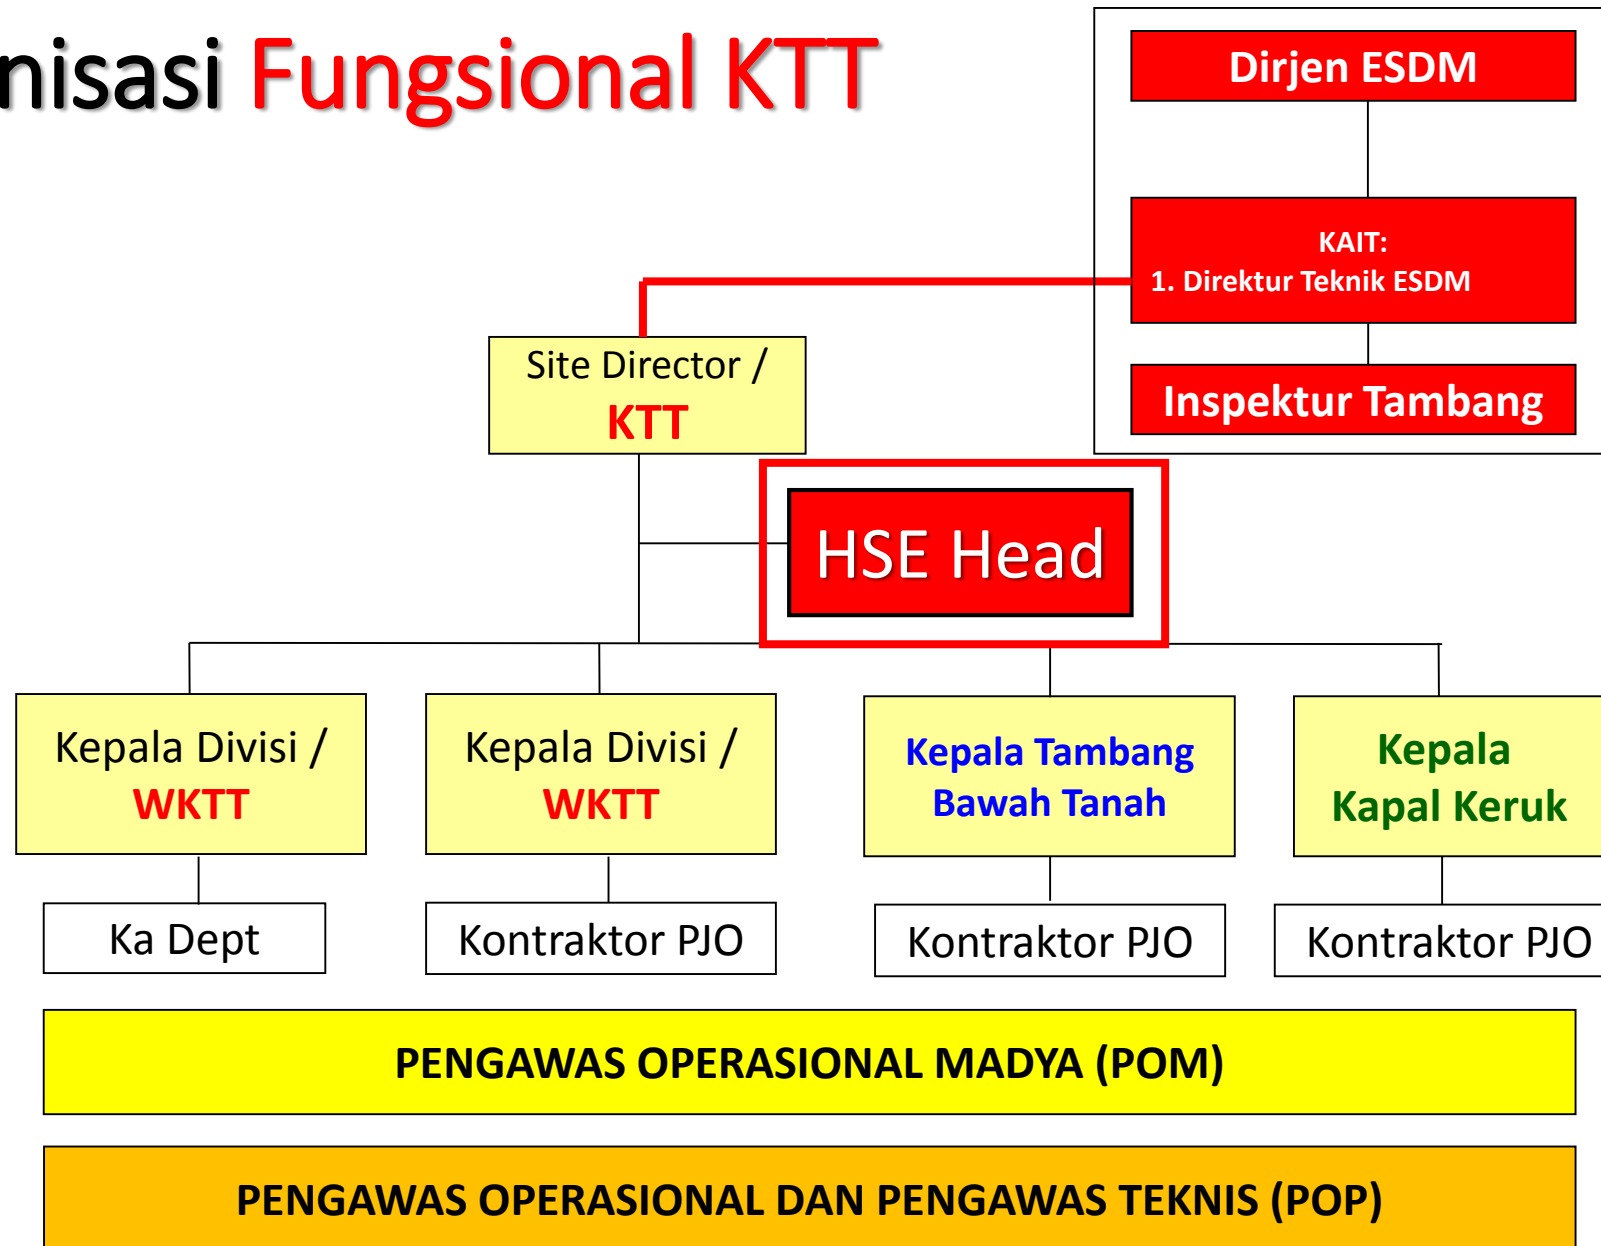 nisasi Fungsional KTT
Dirjen ESDM
KAIT:
1. Direktur Teknik ESDM
Inspektur Tambang
Site Director /
KTT
HSE Head
Kepala Divisi /
WKTT
Kepala Divisi /
WKTT
Kepala Tambang
Bawah Tanah
Kepala
Kapal Keruk
Ka Dept
Kontraktor PJO
Kontraktor PJO
Kontraktor PJO
PENGAWAS OPERASIONAL MADYA (POM)
PENGAWAS OPERASIONAL DAN PENGAWAS TEKNIS (POP)